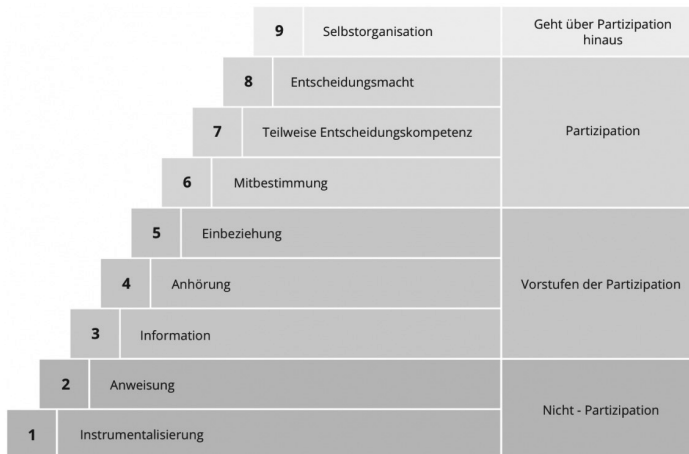 9 Selbstorganisation Geht über Partizipation
hinaus
8 Entscheidungsmacht
7 Teilweise Entscheidungskompetenz Partizipation
6 Mitbestimmung
5 Einbeziehung
4 Anhörung Vorstufen der Partizipation
3 Information
2 Anweisung
Nicht - Partizipation
1 Instrumentalisierung